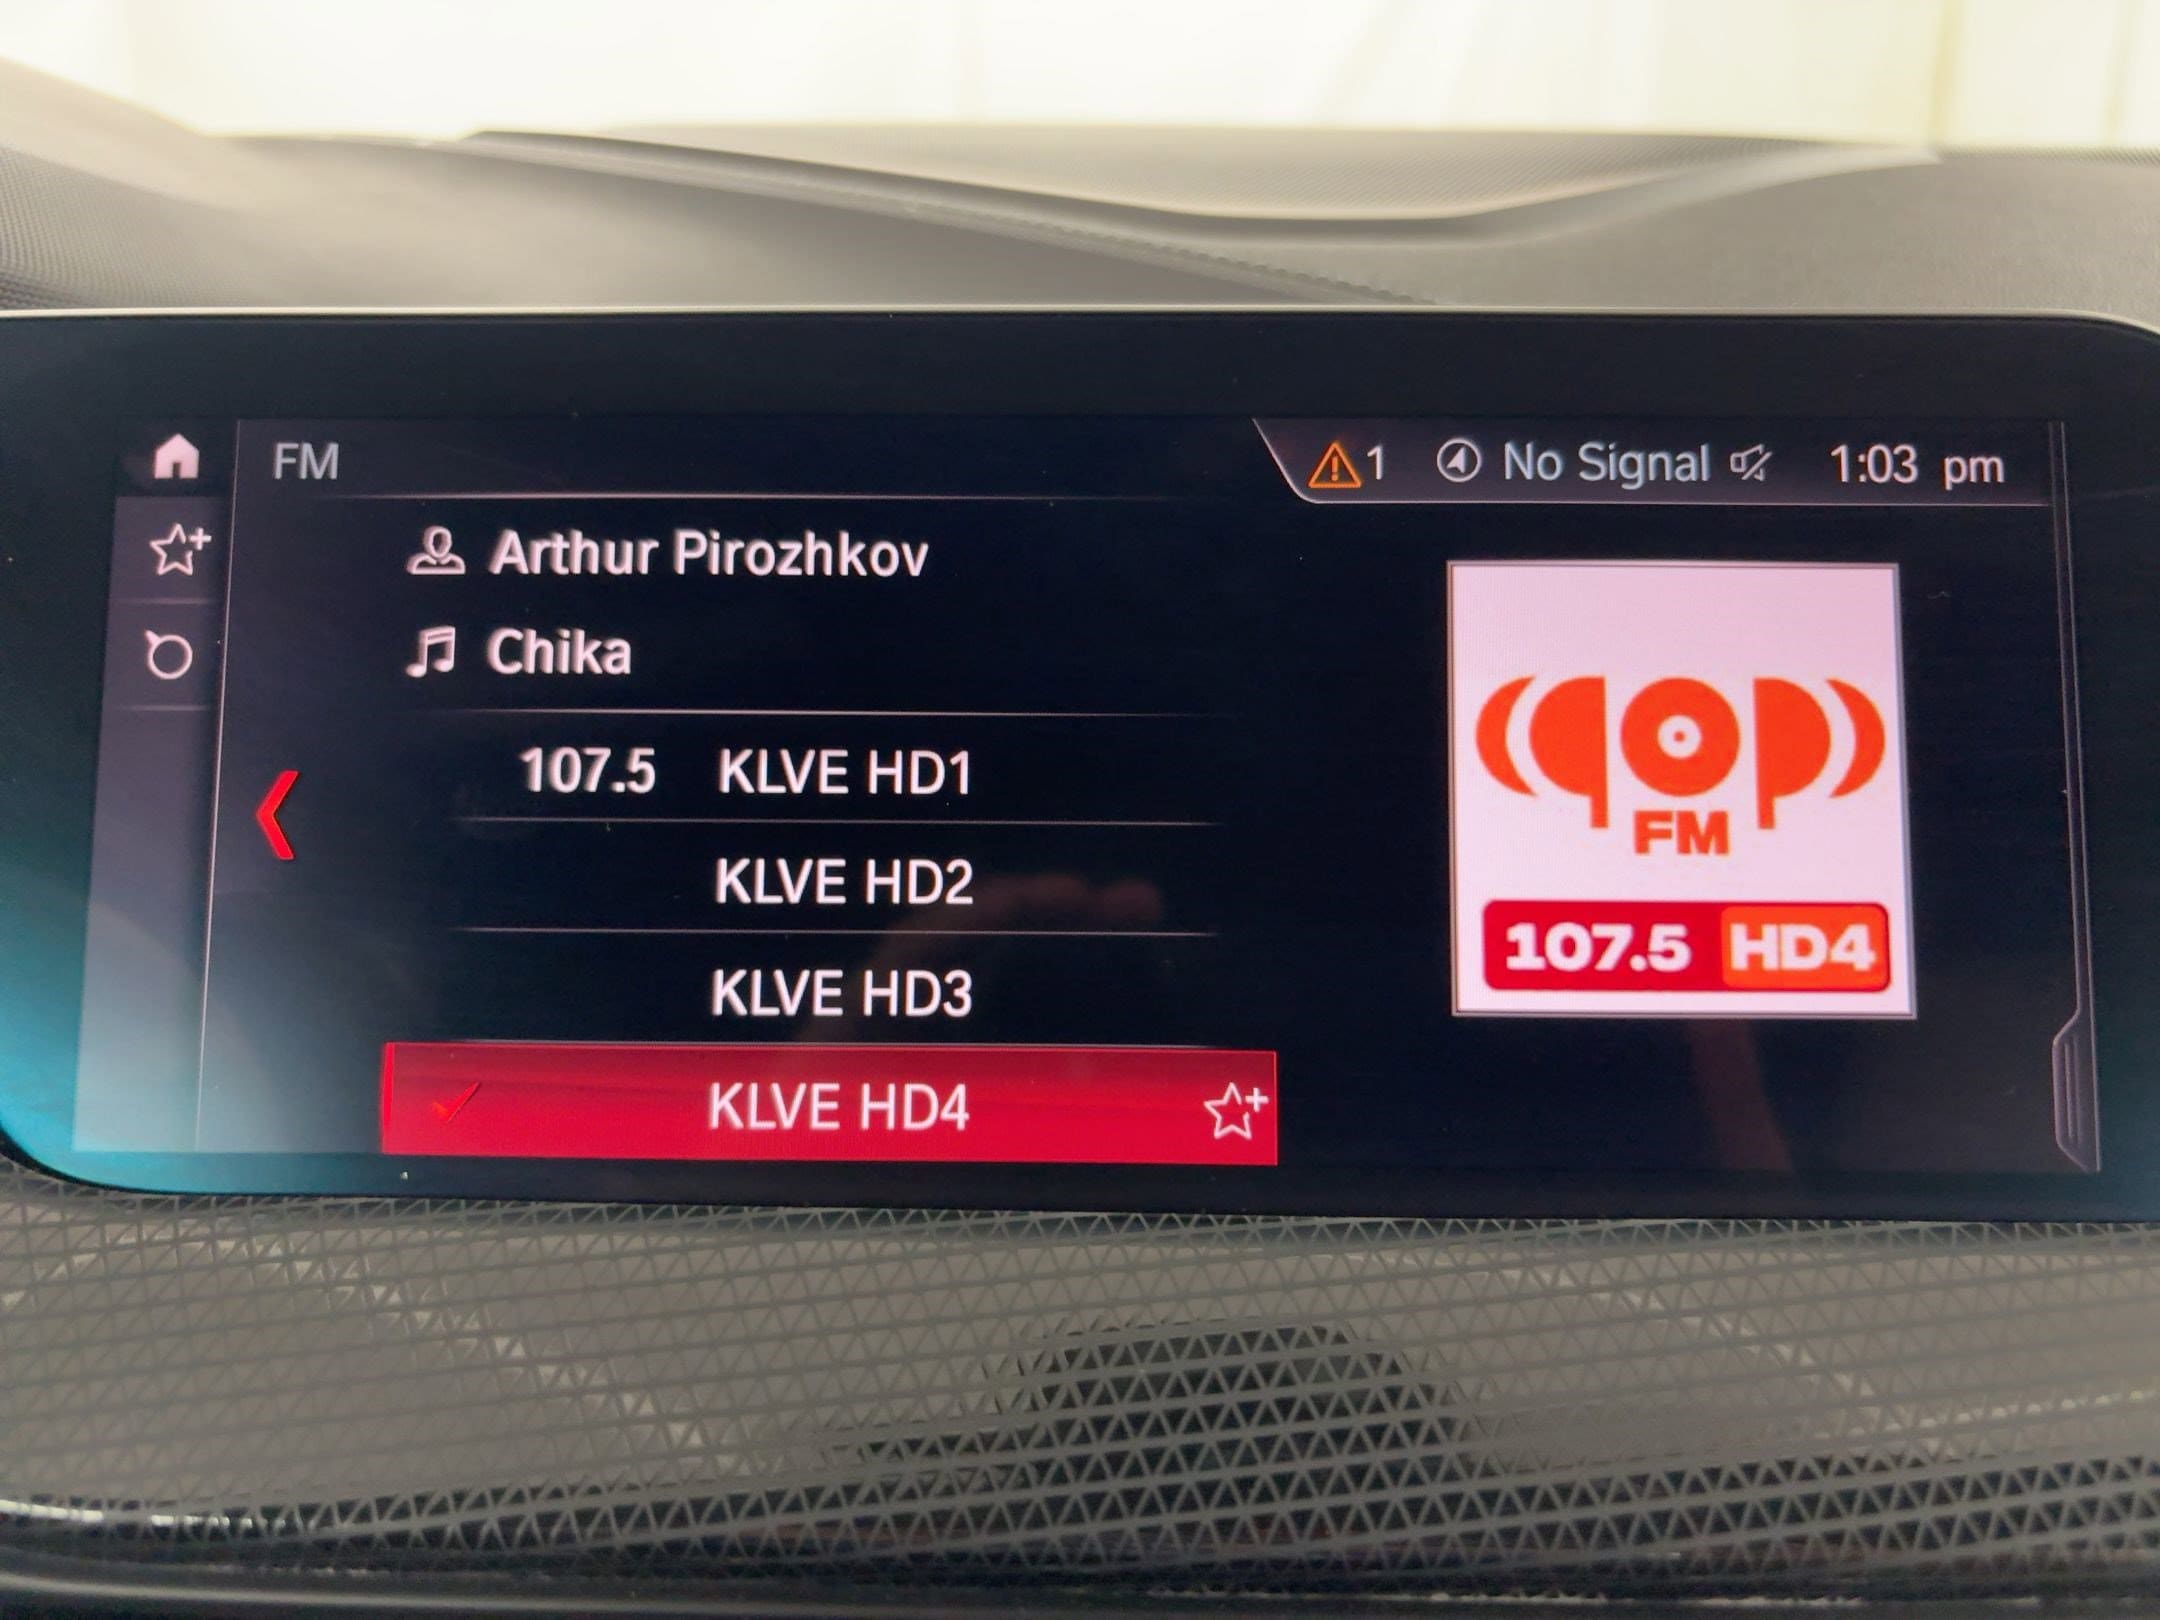 FM
1
No Signal
1:03 pm
Arthur Pirozhkov
Chika
107.5 KLVE HD1
KLVE HD2
KLVE HD3
KLVE HD4
POP
FM
107.5 HD4